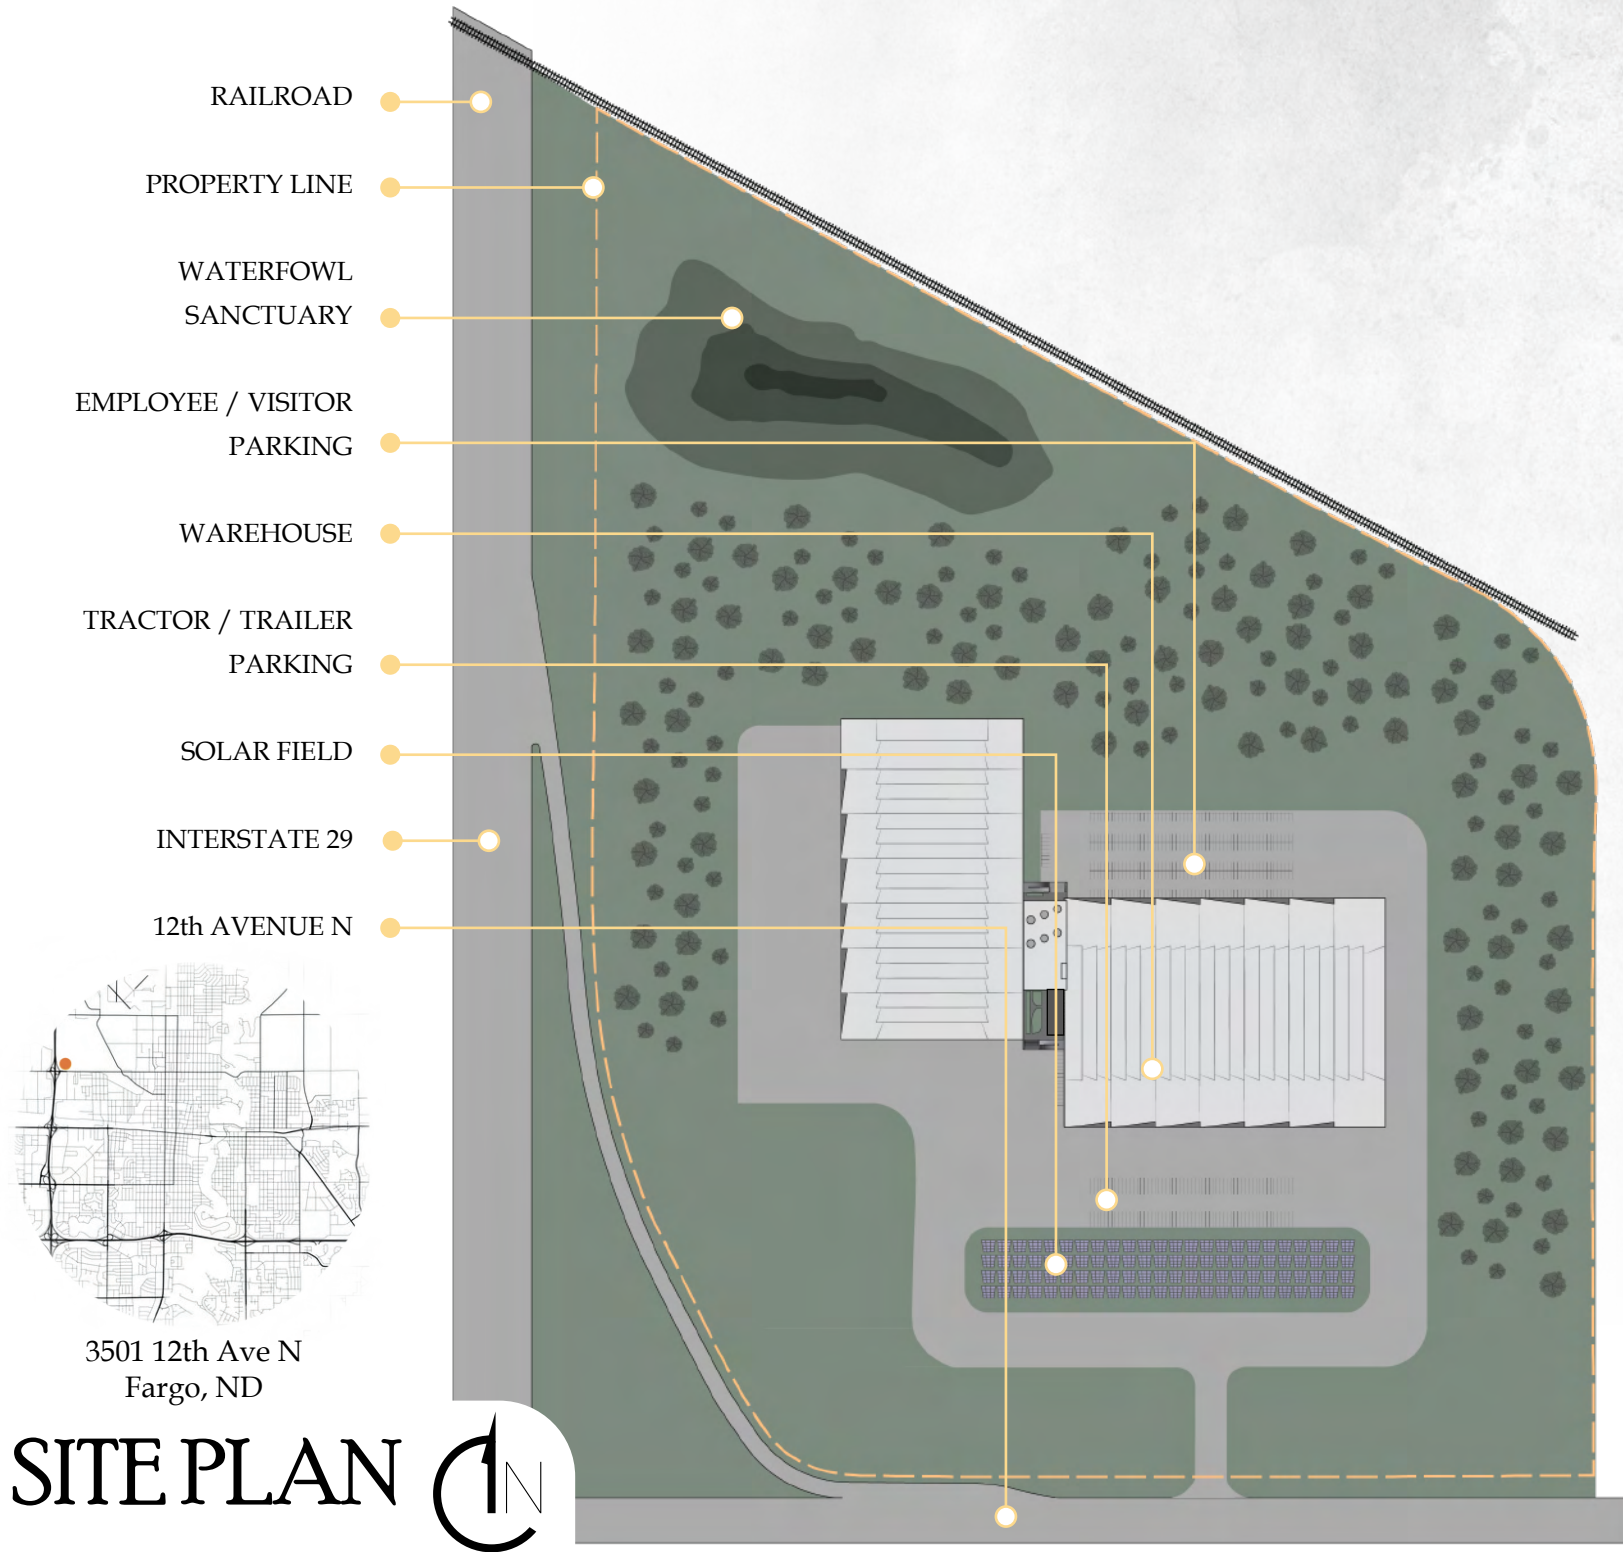 RAILROAD
PROPERTY LINE
WATERFOWL
SANCTUARY
EMPLOYEE / VISITOR
PARKING
WAREHOUSE
TRACTOR / TRAILER
PARKING
SOLAR FIELD
INTERSTATE 29
12th AVENUE N
3501 12th Ave N
Fargo, ND
SITE PLAN
N